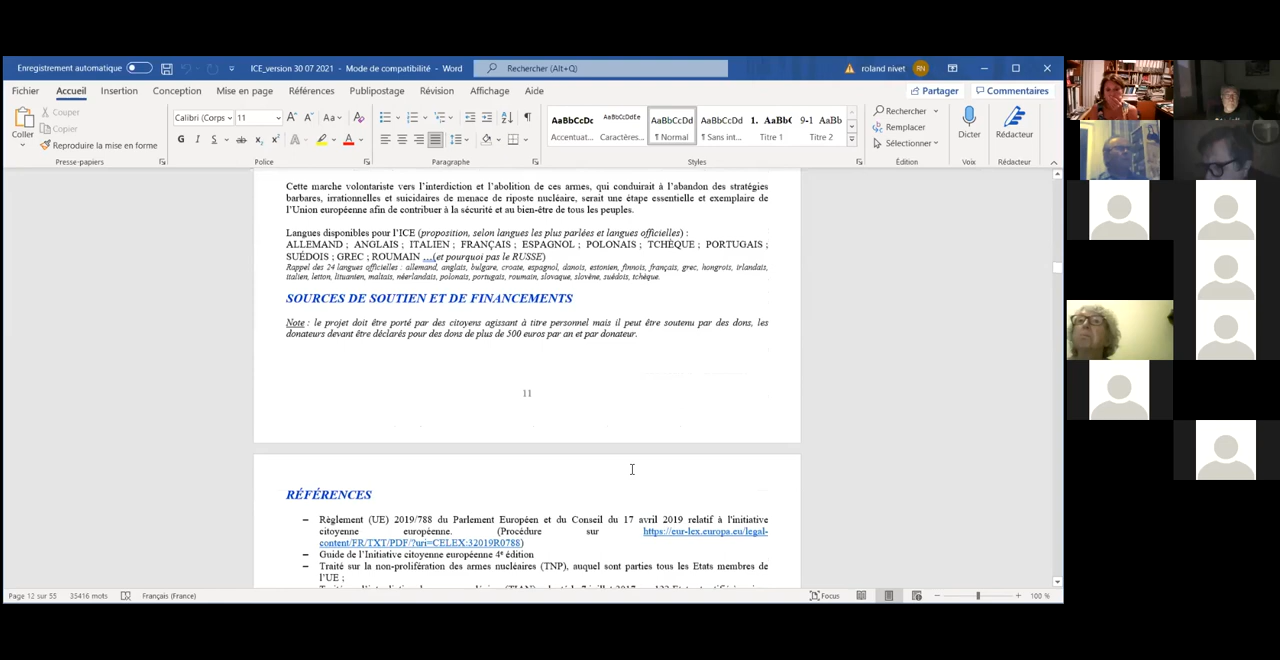 Enregistrement automatique
ICE_version 30 07 2021 - Mode de compatibilité - Word
Rechercher (Alt+Q)
roland nivet RN
Fichier Accueil Insertion Conception Mise en page Références Publipostage Révision Affichage Aide
Partager Commentaires
Coller
Couper
Copier
Reproduire la mise en forme
Presse-papiers
Calibri (Corps 11
Police
Paragraphe
AaBbCcDc AaBbCcDdEe AaBbCcDd AaBbCcDd 1. AaBbC 9-1 AaBb
Accentuat... Caractères... ¶ Normal ¶ Sans int... Titre 1 Titre 2
Styles
Rechercher
Remplacer
Sélectionner
Édition
Dicter
Voix
Rédacteur
Rédacteur
Cette marche volontariste vers l’interdiction et l’abolition de ces armes, qui conduirait à l’abandon des stratégies
barbares, irrationnelles et suicidaires de menace de riposte nucléaire, serait une étape essentielle et exemplaire de
l’Union européenne afin de contribuer à la sécurité et au bien-être de tous les peuples.
Langues disponibles pour l’ICE (proposition, selon langues les plus parlées et langues officielles) :
ALLEMAND ; ANGLAIS ; ITALIEN ; FRANÇAIS ; ESPAGNOL ; POLONAIS ; TCHÈQUE ; PORTUGAIS ;
SUÉDOIS ; GREC ; ROUMAIN ...(et pourquoi pas le RUSSE)
Rappel des 24 langues officielles : allemand, anglais, bulgare, croate, espagnol, danois, estonien, finnois, français, grec, hongrois, irlandais,
italien, letton, lituanien, maltais, néerlandais, polonais, portugais, roumain, slovaque, slovène, suédois, tchèque.
SOURCES DE SOUTIEN ET DE FINANCEMENTS
Note : le projet doit être porté par des citoyens agissant à titre personnel mais il peut être soutenu par des dons, les
donateurs devant être déclarés pour des dons de plus de 500 euros par an et par donateur.
11
RÉFÉRENCES
– Règlement (UE) 2019/788 du Parlement Européen et du Conseil du 17 avril 2019 relatif à l'initiative
citoyenne européenne. (Procédure sur https://eur-lex.europa.eu/legal-
content/FR/TXT/PDF/?uri=CELEX:32019R0788)
– Guide de l’Initiative citoyenne européenne 4e édition
– Traité sur la non-prolifération des armes nucléaires (TNP), auquel sont parties tous les Etats membres de
l’UE ;
Page 12 sur 55 35416 mots Français (France)
Focus 100 %